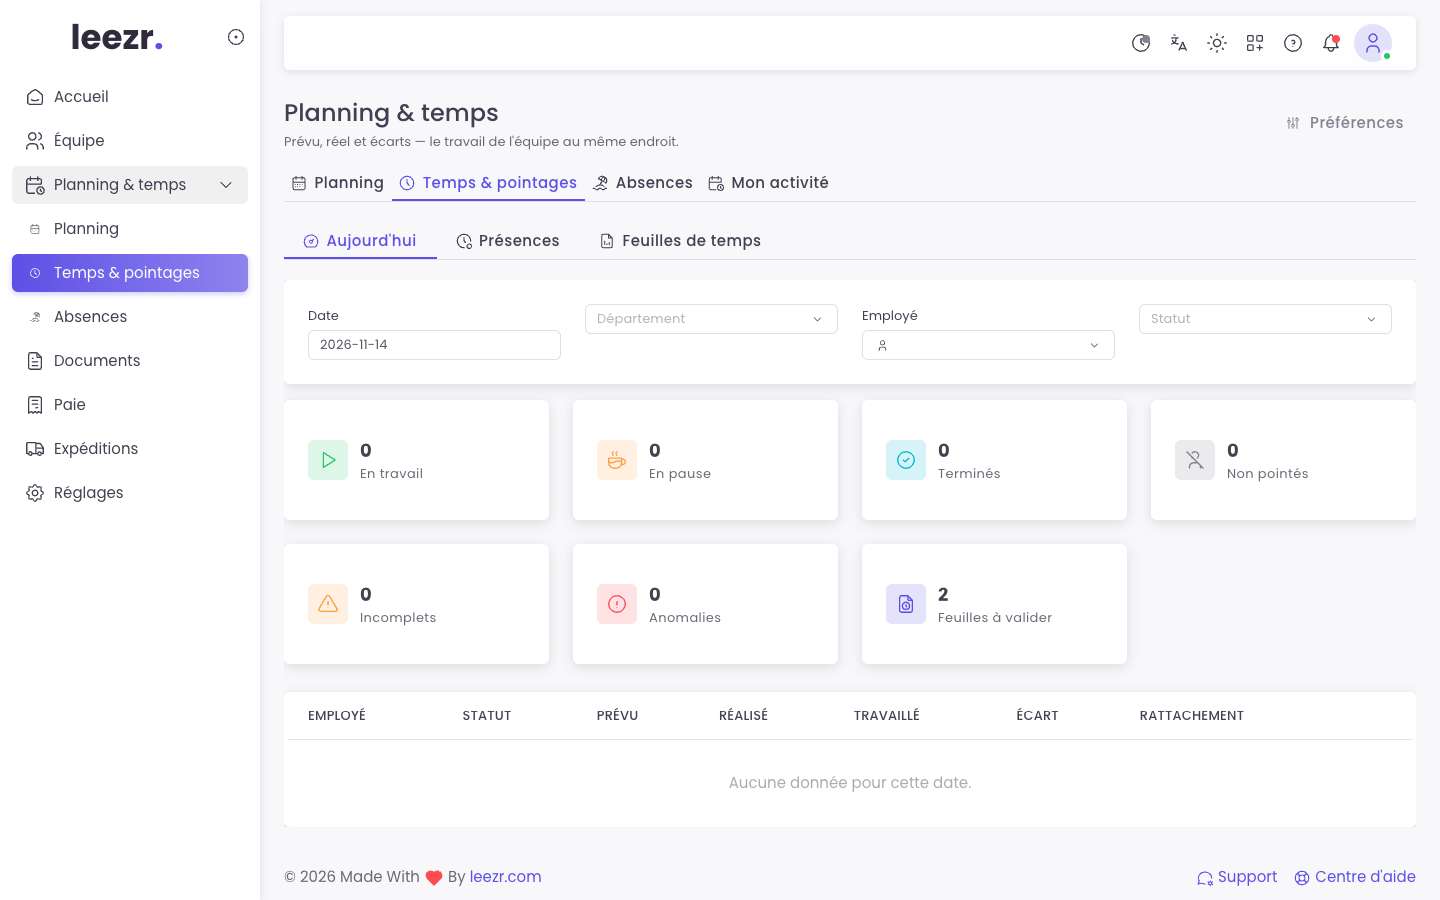 leezr.
Accueil
Équipe
Planning & temps
Planning
Temps & pointages
Absences
Documents
Paie
Expéditions
Réglages
Planning & temps
Prévu, réel et écarts — le travail de l'équipe au même endroit.
Préférences
Planning Temps & pointages Absences Mon activité
Aujourd'hui Présences Feuilles de temps
Date
2026-11-14
Département
Employé
Statut
0
En travail
0
En pause
0
Terminés
0
Non pointés
0
Incomplets
0
Anomalies
2
Feuilles à valider
EMPLOYÉ STATUT PRÉVU RÉALISÉ TRAVAILLÉ ÉCART RATTACHEMENT
Aucune donnée pour cette date.
© 2026 Made With By leezr.com
Support Centre d'aide